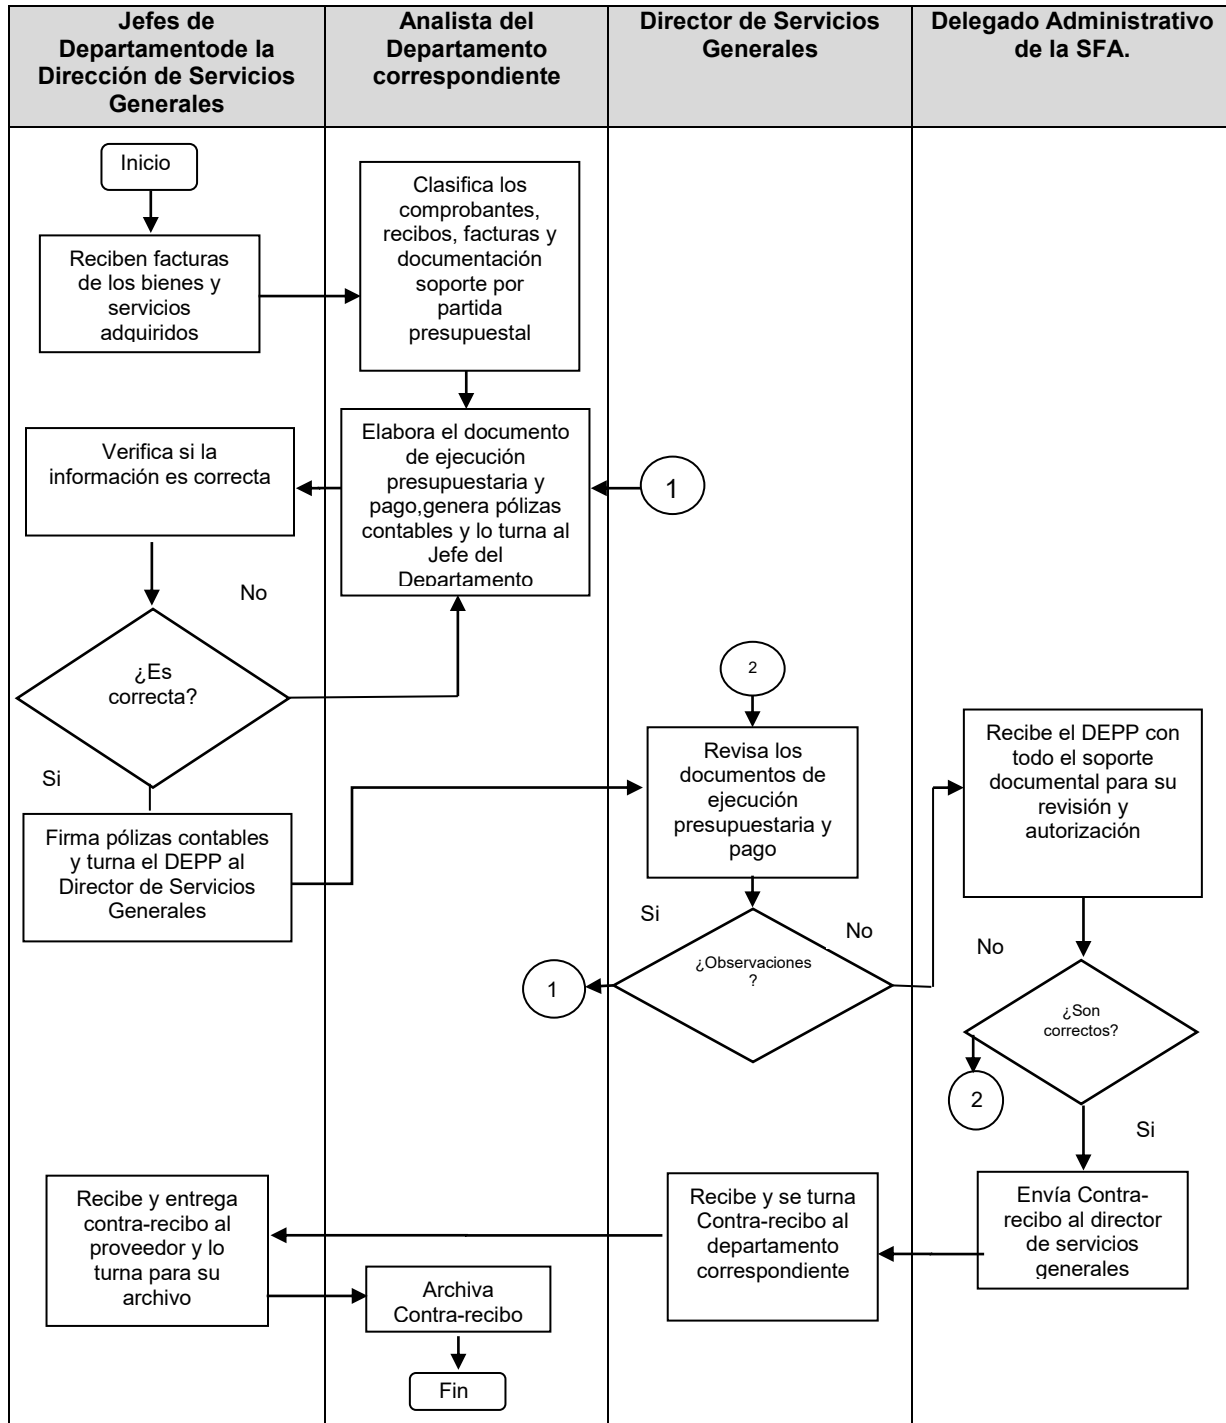 Jefes de
Departamentode la
Dirección de Servicios
Generales
Analista del
Departamento
correspondiente
Director de Servicios
Generales
Delegado Administrativo
de la SFA.
Inicio
Reciben facturas
de los bienes y
servicios
adquiridos
Clasifica los
comprobantes,
recibos, facturas y
documentación
soporte por
partida
presupuestal
Elabora el documento
de ejecución
presupuestaria y
pago,genera pólizas
contables y lo turna al
Jefe del
Departamento
1
Verifica si la
información es correcta
No
¿Es
correcta?
Si
Firma pólizas contables
y turna el DEPP al
Director de Servicios
Generales
2
Revisa los
documentos de
ejecución
presupuestaria y
pago
Si
No
¿Observaciones
?
1
Recibe el DEPP con
todo el soporte
documental para su
revisión y
autorización
No
¿Son
correctos?
2
Si
Envía Contra-
recibo al director
de servicios
generales
Recibe y se turna
Contra-recibo al
departamento
correspondiente
Recibe y entrega
contra-recibo al
proveedor y lo
turna para su
archivo
Archiva
Contra-recibo
Fin